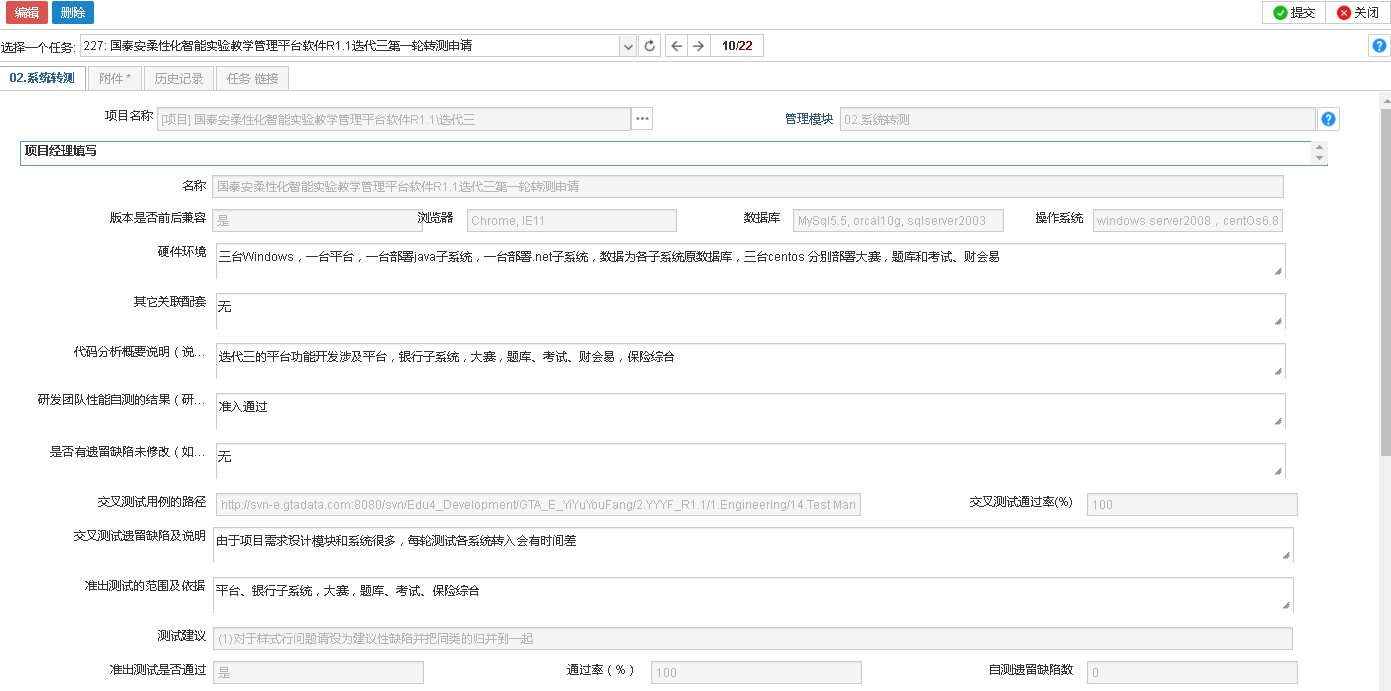 编辑 删除 提交 关闭
选择一个任务: 227: 国泰安柔性化智能实验教学管理平台软件R1.1迭代三第一轮转测申请 10/22
02.系统转测 附件* 历史记录 任务 链接
项目名称 [项目] 国泰安柔性化智能实验教学管理平台软件R1.1\迭代三 ... 管理模块 02.系统转测
项目经理填写
名称 国泰安柔性化智能实验教学管理平台软件R1.1迭代三第一轮转测申请
版本是否前后兼容 是 浏览器 Chrome, IE11 数据库 MySql5.5, orcal10g, sqlserver2003 操作系统 windows server2008，centOs6.8
硬件环境 三台Windows，一台平台，一台部署java子系统，一台部署.net子系统，数据为各子系统原数据库，三台centos 分别部署大赛，题库和考试、财会易
其它关联配套 无
代码分析概要说明（说... 迭代三的平台功能开发涉及平台，银行子系统，大赛，题库、考试、财会易，保险综合
研发团队性能自测的结果（研... 准入通过
是否有遗留缺陷未修改（如... 无
交叉测试用例的路径 http://svn-e.gtadata.com:8080/svn/Edu4_Development/GTA_E_YiYuYouFang/2.YYYF_R1.1/1.Engineering/14.Test Man 交叉测试通过率(%) 100
交叉测试遗留缺陷及说明 由于项目需求设计模块和系统很多，每轮测试各系统转入会有时间差
准出测试的范围及依据 平台、银行子系统，大赛，题库、考试、保险综合
测试建议 (1)对于样式行问题请设为建议性缺陷并把同类的归并到一起
准出测试是否通过 是 通过率（%） 100 自测遗留缺陷数 0